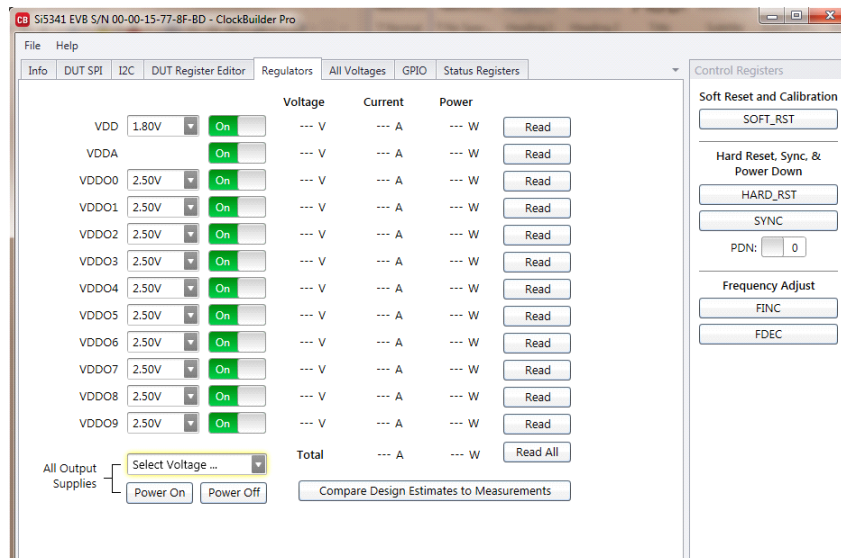 CB Si5341 EVB S/N 00-00-15-77-8F-BD - ClockBuilder Pro
File Help
Info DUT SPI I2C DUT Register Editor Regulators All Voltages GPIO Status Registers
Voltage Current Power
VDD 1.80V On --- V --- A --- W Read
VDDA On --- V --- A --- W Read
VDDO0 2.50V On --- V --- A --- W Read
VDDO1 2.50V On --- V --- A --- W Read
VDDO2 2.50V On --- V --- A --- W Read
VDDO3 2.50V On --- V --- A --- W Read
VDDO4 2.50V On --- V --- A --- W Read
VDDO5 2.50V On --- V --- A --- W Read
VDDO6 2.50V On --- V --- A --- W Read
VDDO7 2.50V On --- V --- A --- W Read
VDDO8 2.50V On --- V --- A --- W Read
VDDO9 2.50V On --- V --- A --- W Read
Total --- A --- W Read All
All Output
Supplies
Select Voltage ...
Power On Power Off
Compare Design Estimates to Measurements
Control Registers
Soft Reset and Calibration
SOFT_RST
Hard Reset, Sync, &
Power Down
HARD_RST
SYNC
PDN: 0
Frequency Adjust
FINC
FDEC